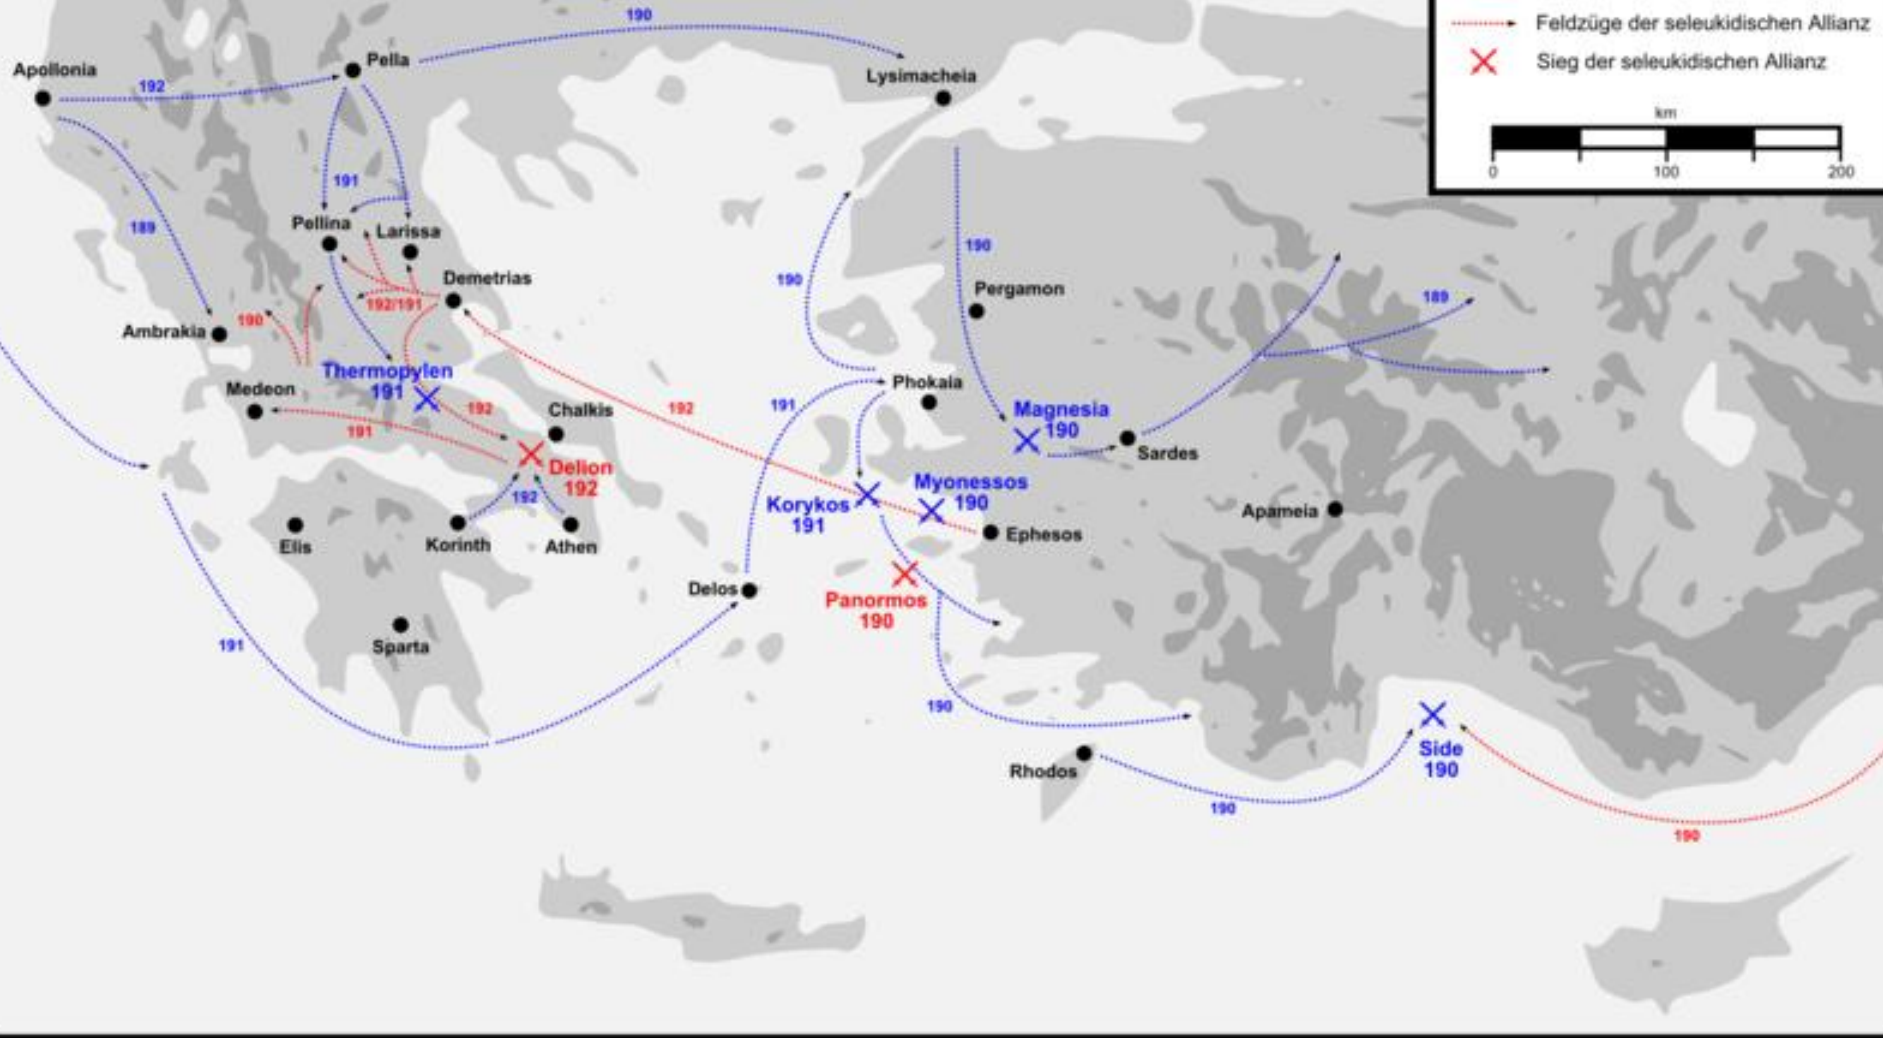 190
Feldzüge der seleukidischen Allianz
Sieg der seleukidischen Allianz
km
0 100 200
Apollonia
Pella
192
Lysimacheia
189
191
Pellina
Larissa
190
190
Demetrias
Pergamon
189
192/191
190
Ambrakia
Thermopylen
191
Medeon
Phokaia
191
192
Chalkis
192
Magnesia
190
191
Sardes
Delion
192
192
Myonessos
190
Korykos
191
Apameia
Elis
Korinth
Athen
Ephesos
Delos
Panormos
190
191
Sparta
190
Side
190
Rhodos
190
190